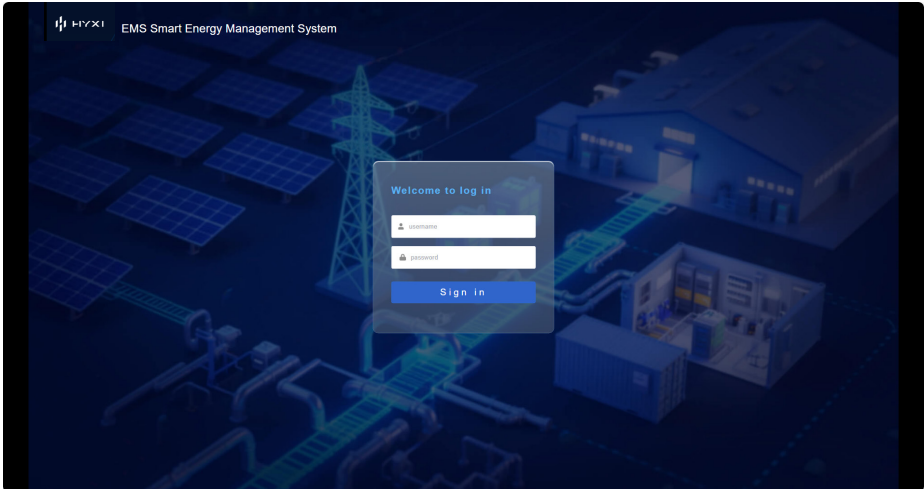 HYXI
EMS Smart Energy Management System
Welcome to log in
username
password
Sign in